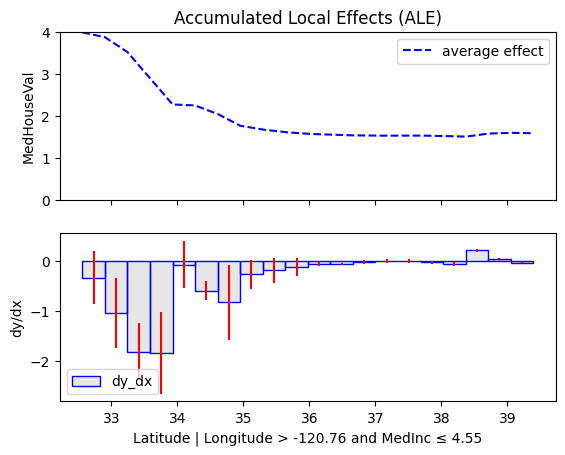 Accumulated Local Effects (ALE)
4
3
2
1
0
MedHouseVal
average effect
0
−1
−2
dy/dx
dy_dx
33 34 35 36 37 38 39
Latitude | Longitude > -120.76 and MedInc ≤ 4.55